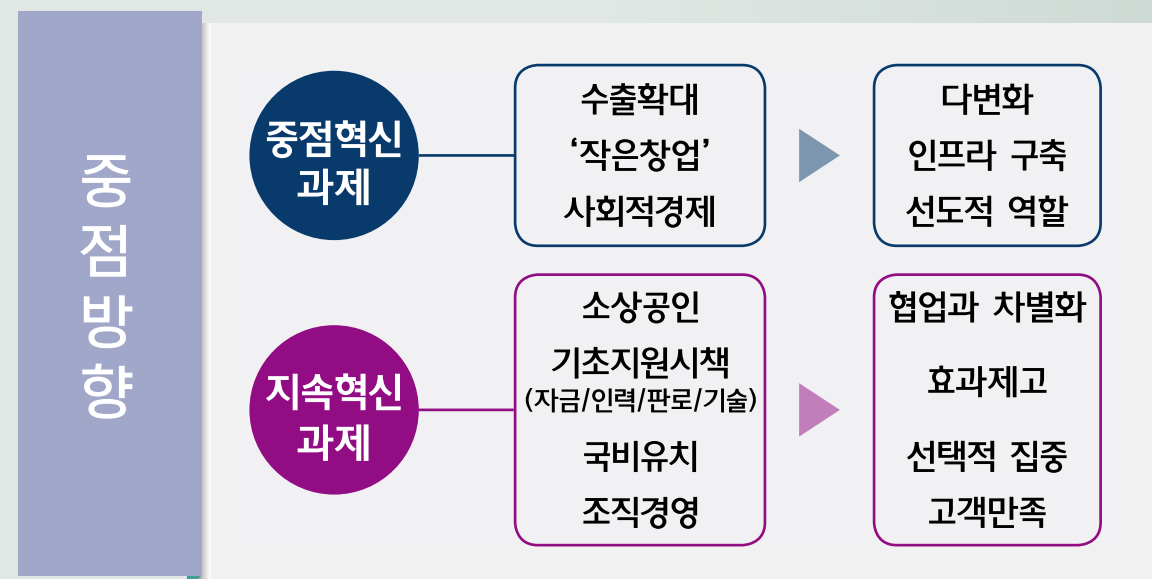 중점방향
중점혁신
과제
수출확대
‘작은창업’
사회적경제
다변화
인프라 구축
선도적 역할
지속혁신
과제
소상공인
기초지원시책
(자금/인력/판로/기술)
국비유치
조직경영
협업과 차별화
효과제고
선택적 집중
고객만족